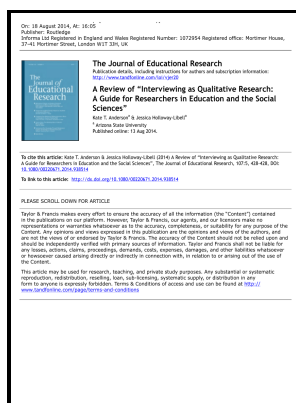 On: 18 August 2014, At: 16:05
Publisher: Routledge
Informa Ltd Registered in England and Wales Registered Number: 1072954 Registered office: Mortimer House,
37-41 Mortimer Street, London W1T 3JH, UK
The Journal of Educational Research
Publication details, including instructions for authors and subscription information:
http://www.tandfonline.com/loi/vjer20
The
Journal of
Educational
Research
A Review of “Interviewing as Qualitative Research:
A Guide for Researchers in Education and the Social
Sciences”
Kate T. Anderson & Jessica Holloway-Libell
Arizona State University
Published online: 13 Aug 2014.
To cite this article: Kate T. Anderson & Jessica Holloway-Libell (2014) A Review of “Interviewing as Qualitative Research:
A Guide for Researchers in Education and the Social Sciences”, The Journal of Educational Research, 107:5, 428-428, DOI:
10.1080/00220671.2014.938514
To link to this article: http://dx.doi.org/10.1080/00220671.2014.938514
PLEASE SCROLL DOWN FOR ARTICLE
Taylor & Francis makes every effort to ensure the accuracy of all the information (the “Content”) contained
in the publications on our platform. However, Taylor & Francis, our agents, and our licensors make no
representations or warranties whatsoever as to the accuracy, completeness, or suitability for any purpose of the
Content. Any opinions and views expressed in this publication are the opinions and views of the authors, and
are not the views of or endorsed by Taylor & Francis. The accuracy of the Content should not be relied upon and
should be independently verified with primary sources of information. Taylor and Francis shall not be liable for
any losses, actions, claims, proceedings, demands, costs, expenses, damages, and other liabilities whatsoever
or howsoever caused arising directly or indirectly in connection with, in relation to or arising out of the use of
the Content.
This article may be used for research, teaching, and private study purposes. Any substantial or systematic
reproduction, redistribution, reselling, loan, sub-licensing, systematic supply, or distribution in any
form to anyone is expressly forbidden. Terms & Conditions of access and use can be found at http://
www.tandfonline.com/page/terms-and-conditions